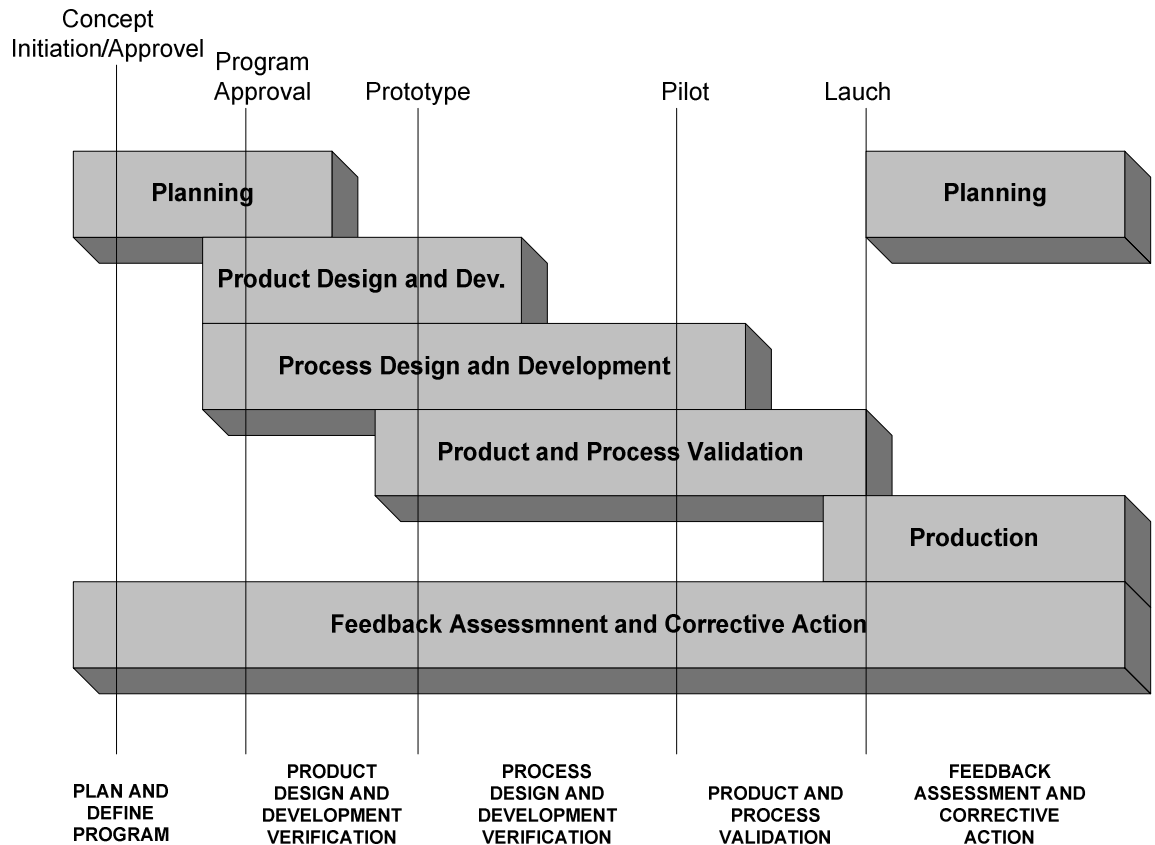 Concept
Initiation/Approvel
Program
Approval
Prototype
Pilot
Lauch
Planning
Planning
Product Design and Dev.
Process Design adn Development
Product and Process Validation
Production
Feedback Assessmnent and Corrective Action
PLAN AND
DEFINE
PROGRAM
PRODUCT
DESIGN AND
DEVELOPMENT
VERIFICATION
PROCESS
DESIGN AND
DEVELOPMENT
VERIFICATION
PRODUCT AND
PROCESS
VALIDATION
FEEDBACK
ASSESSMENT AND
CORRECTIVE
ACTION